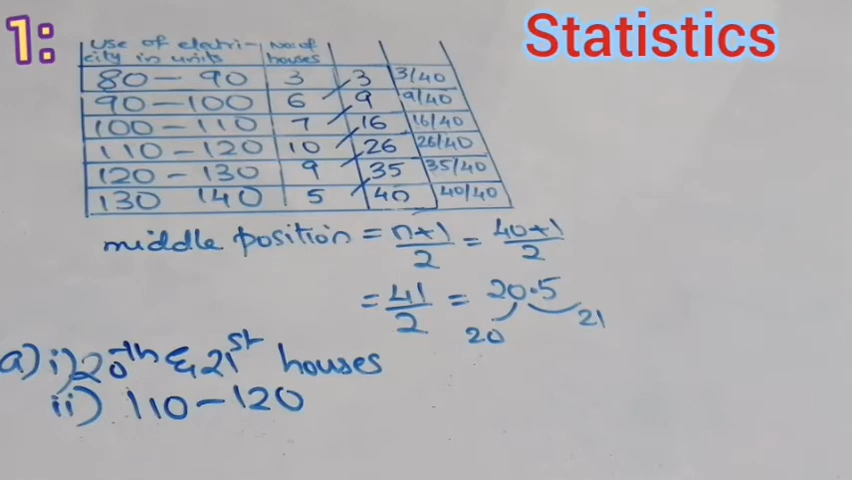 1:
Statistics
Use of electri- No: of
city in units houses
80 - 90 3 3 3/40
90 - 100 6 9 9/40
100 - 110 7 16 16/40
110 - 120 10 26 26/40
120 - 130 9 35 35/40
130 140 5 40 40/40
middle position = n+1/2 = 40+1/2
= 41/2 = 20.5
20 21
a) i) 20th & 21st houses
ii) 110 - 120